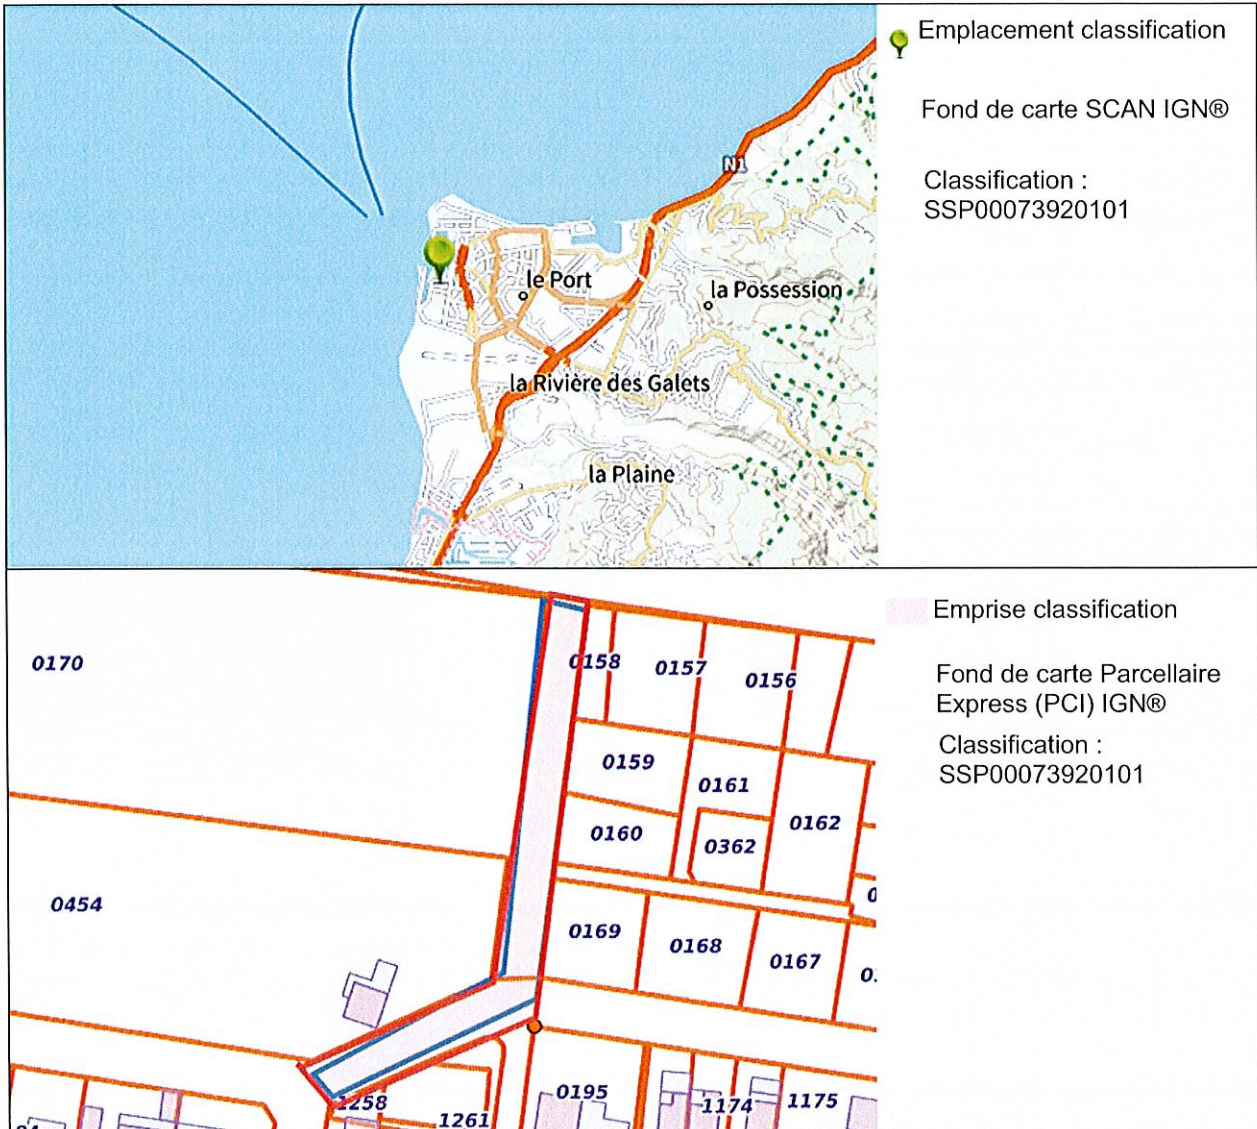 Emplacement classification
Fond de carte SCAN IGN®
Classification :
SSP00073920101
N1
le Port
la Possession
la Rivière des Galets
la Plaine
Emprise classification
Fond de carte Parcellaire
Express (PCI) IGN®
Classification :
SSP00073920101
0170
0158
0157
0156
0159
0161
0160
0362
0162
0454
0169
0168
0167
0195
1258
1261
1174
1175